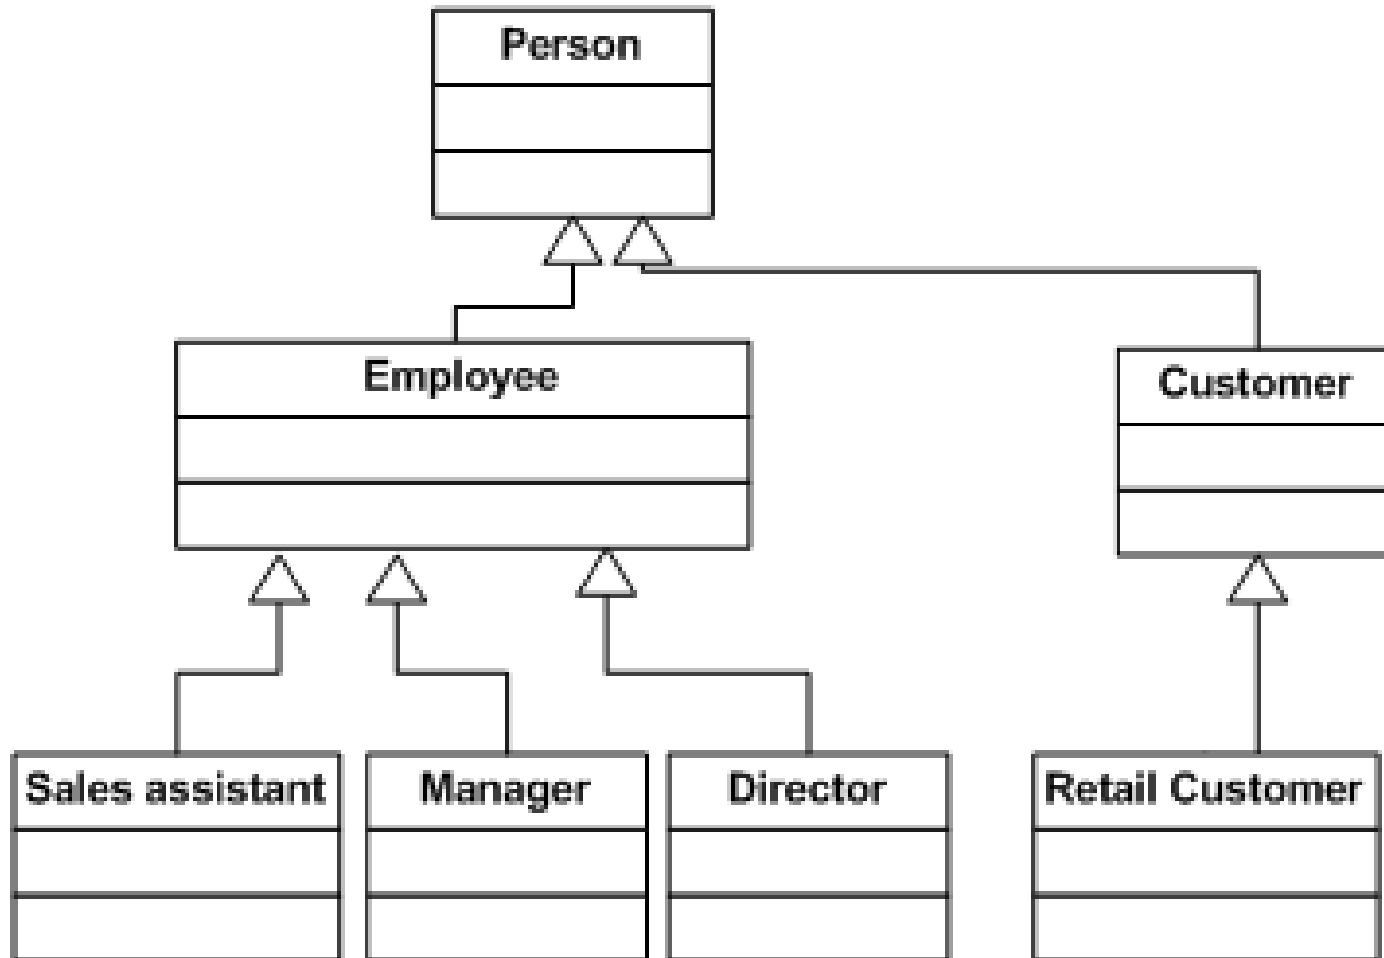 Person
Employee
Customer
Sales assistant
Manager
Director
Retail Customer